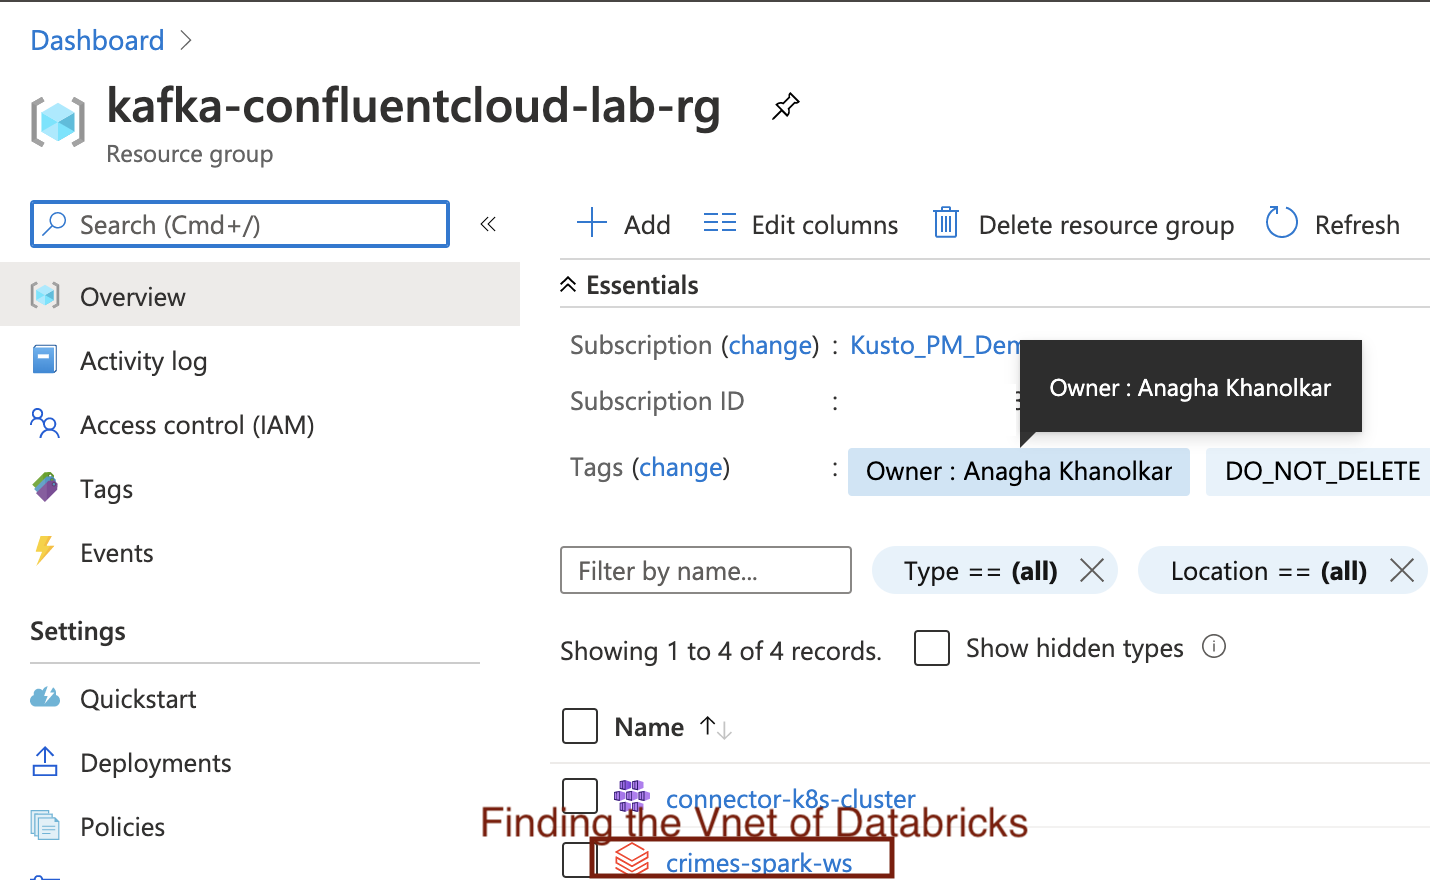 Dashboard
kafka-confluentcloud-lab-rg
Resource group
Search (Cmd+/)
Add
Edit columns
Delete resource group
Refresh
Overview
Activity log
Access control (IAM)
Tags
Events
Settings
Quickstart
Deployments
Policies
Essentials
Subscription (change) : Kusto_PM_Dem
Owner : Anagha Khanolkar
Subscription ID :
Tags (change) : Owner : Anagha Khanolkar DO_NOT_DELETE
Filter by name...
Type == (all)
Location == (all)
Showing 1 to 4 of 4 records.
Show hidden types
Name
connector-k8s-cluster
Finding the Vnet of Databricks
crimes-spark-ws